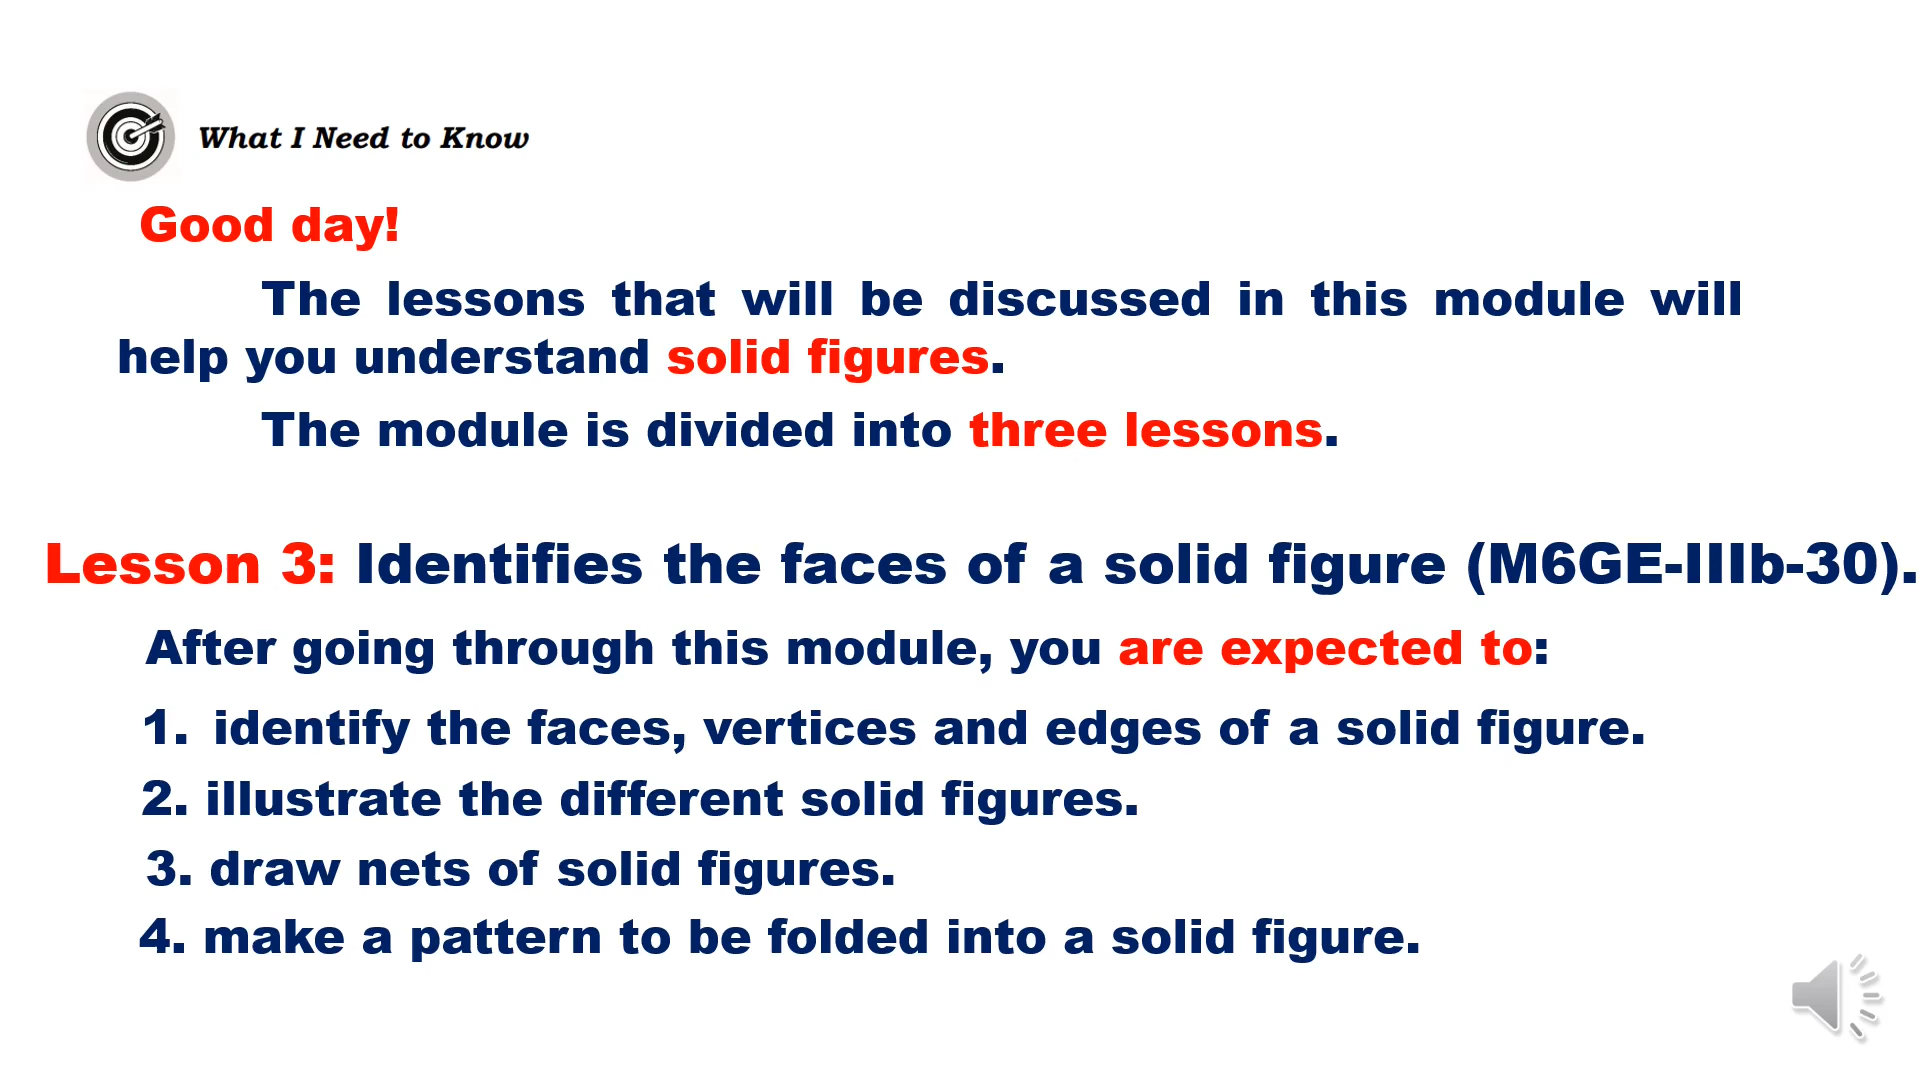 What I Need to Know
Good day!
The lessons that will be discussed in this module will
help you understand solid figures.
The module is divided into three lessons.
Lesson 3: Identifies the faces of a solid figure (M6GE-IIIb-30).
After going through this module, you are expected to:
1. identify the faces, vertices and edges of a solid figure.
2. illustrate the different solid figures.
3. draw nets of solid figures.
4. make a pattern to be folded into a solid figure.